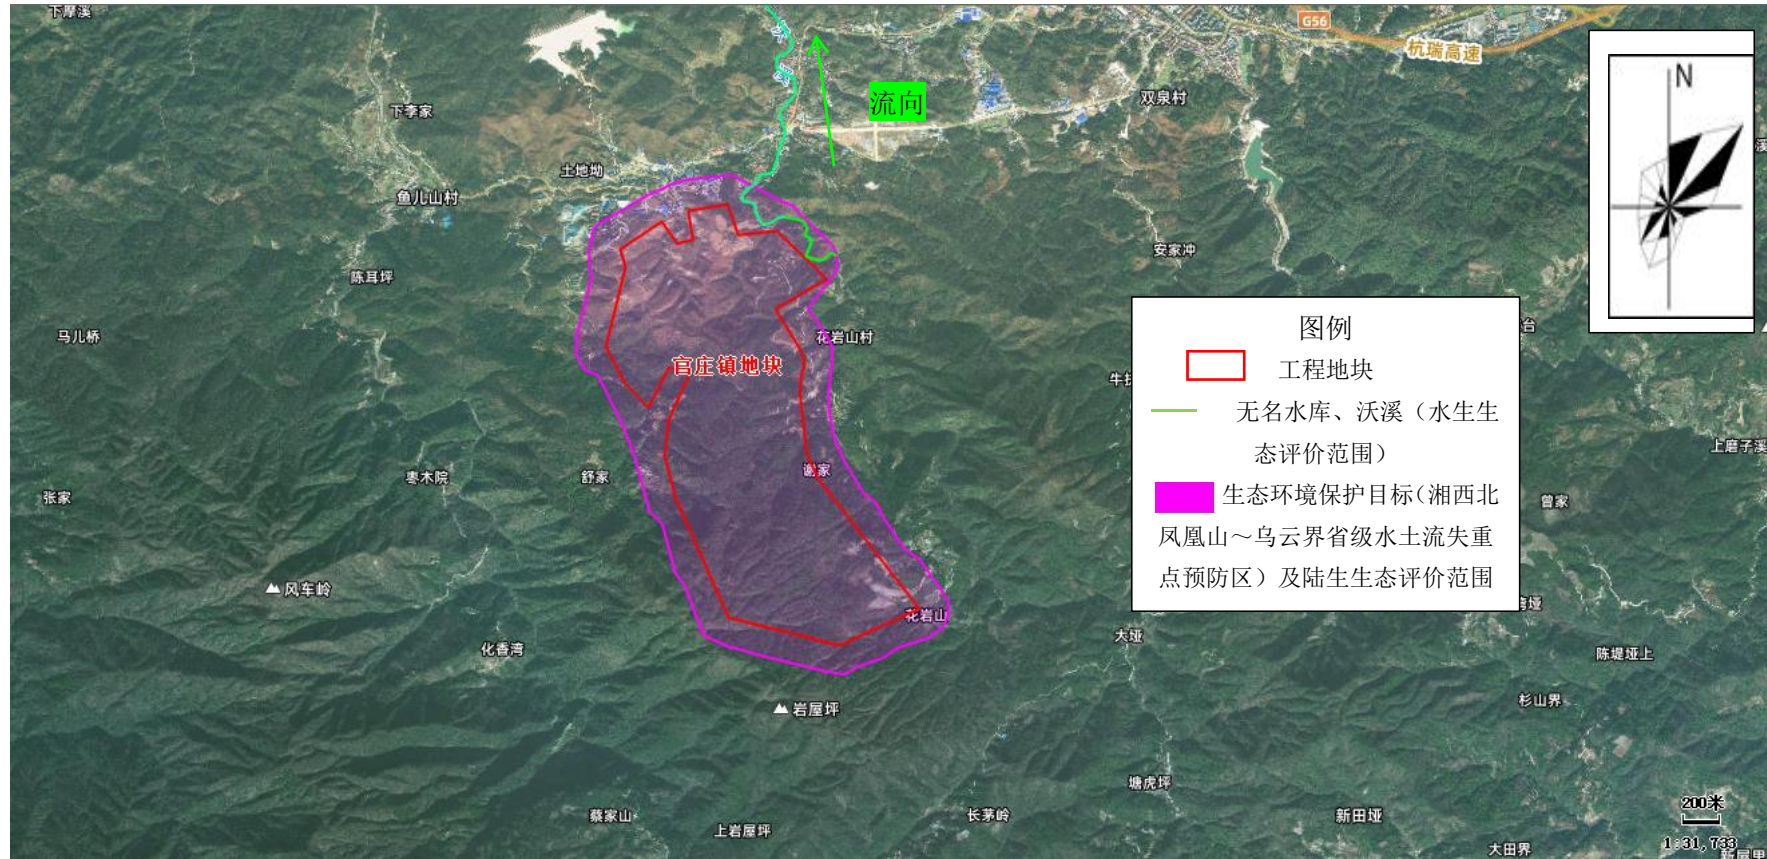 下摩溪
G56
杭瑞高速
N
流向
双泉村
下李家
土地坳
鱼儿山村
安家冲
陈耳坪
马儿桥
花岩山村
官庄镇地块
图例
工程地块
无名水库、沃溪（水生生
态评价范围）
生态环境保护目标（湘西北
凤凰山～乌云界省级水土流失重
点预防区）及陆生生态评价范围
上磨子溪
谢家
枣木院
舒家
张家
曾家
风车岭
花岩山
大垭
化香湾
陈堤垭上
杉山界
岩屋坪
塘虎坪
200米
蔡家山
长茅岭
新田垭
上岩屋坪
1:31,733
大田界